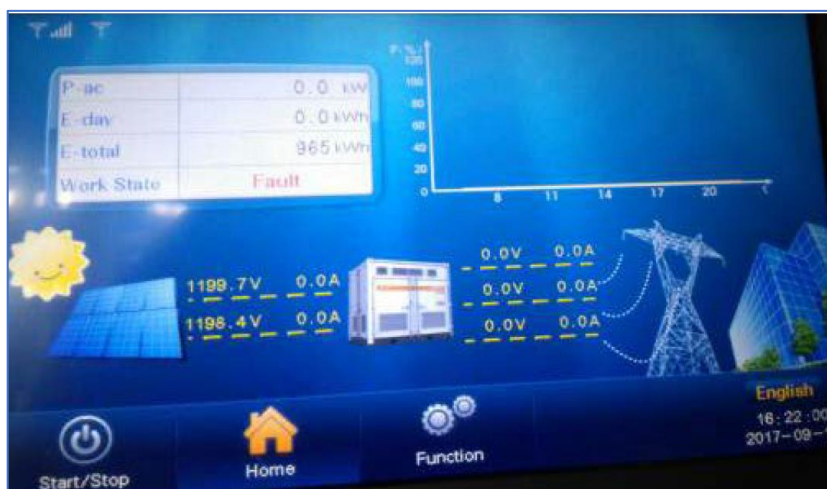 P-ac 0.0 kW
E-day 0.0 kWh
E-total 965 kWh
Work State Fault
120
100
80
60
40
20
0
8 11 14 17 20
1199.7V 0.0A
1198.4V 0.0A
0.0V 0.0A
0.0V 0.0A
0.0V 0.0A
Start/Stop
Home
Function
English
16:22:00
2017-09-